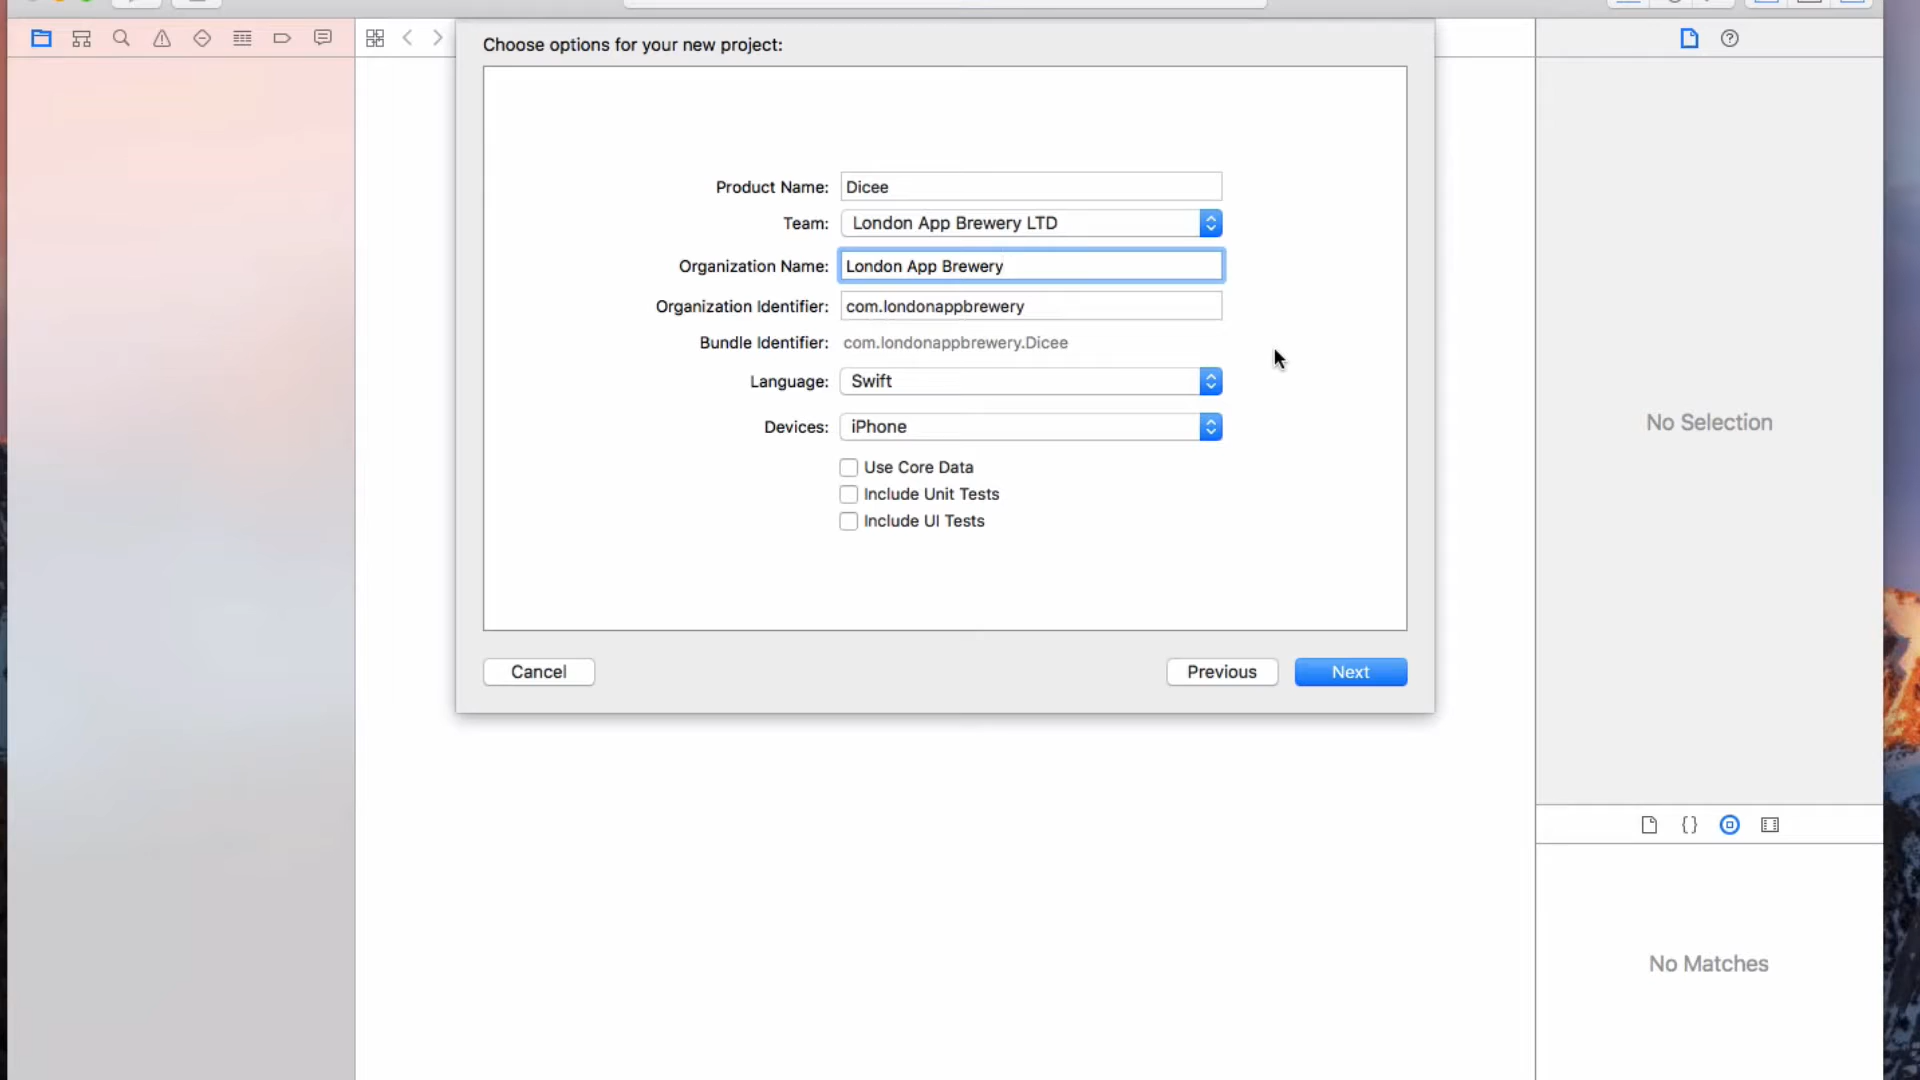 Choose options for your new project:
Product Name: Dicee
Team: London App Brewery LTD
Organization Name: London App Brewery
Organization Identifier: com.londonappbrewery
Bundle Identifier: com.londonappbrewery.Dicee
Language: Swift
Devices: iPhone
Use Core Data
Include Unit Tests
Include UI Tests
Cancel
Previous
Next
No Selection
No Matches